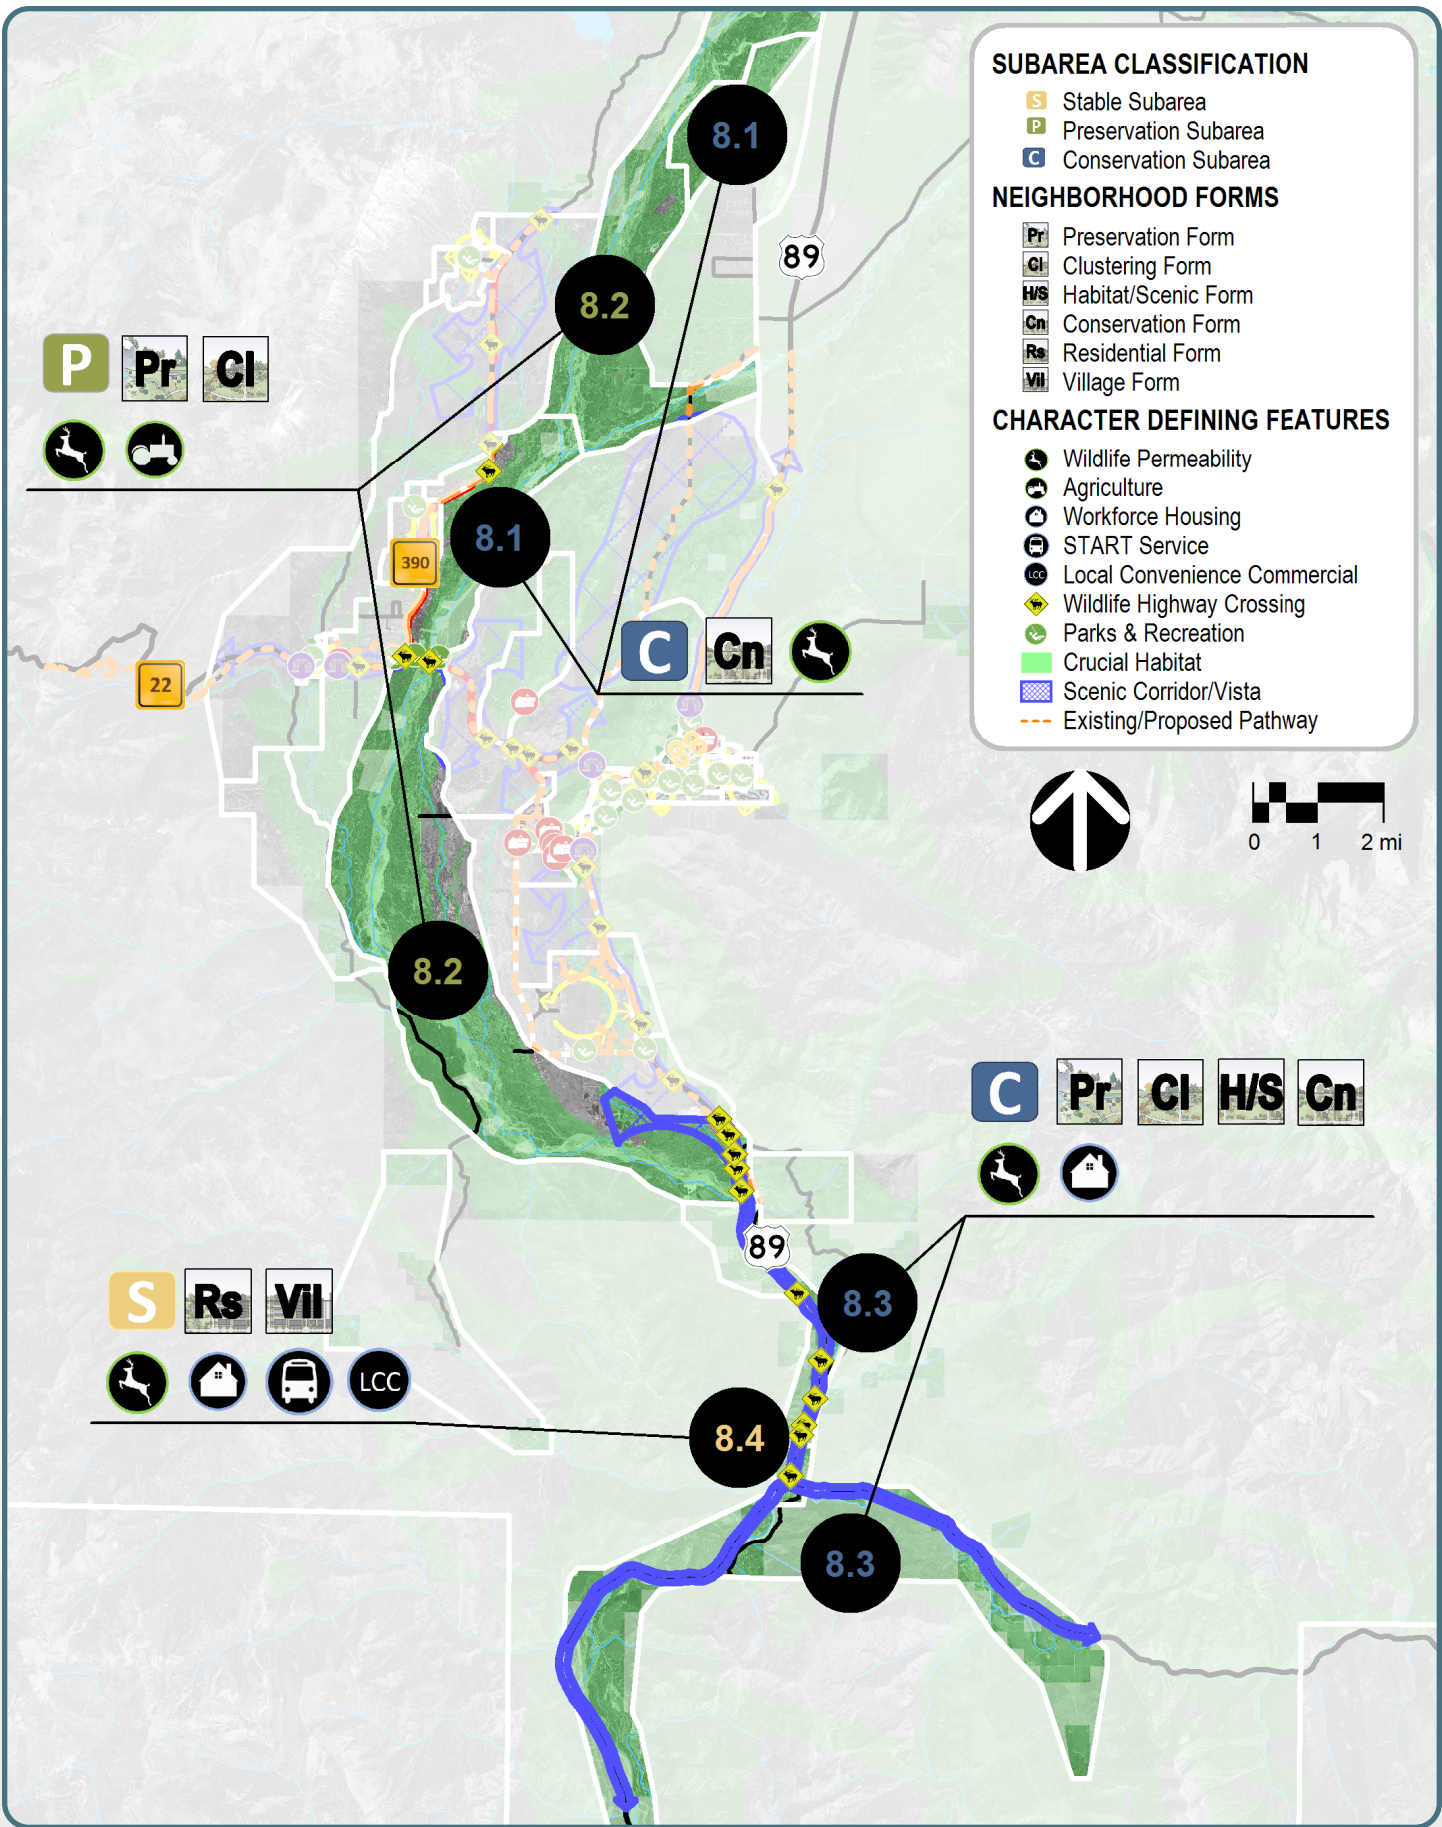 SUBAREA CLASSIFICATION
S Stable Subarea
P Preservation Subarea
C Conservation Subarea
NEIGHBORHOOD FORMS
Pr Preservation Form
Cl Clustering Form
H/S Habitat/Scenic Form
Cn Conservation Form
Rs Residential Form
Vil Village Form
CHARACTER DEFINING FEATURES
Wildlife Permeability
Agriculture
Workforce Housing
START Service
LCC Local Convenience Commercial
Wildlife Highway Crossing
Parks & Recreation
Crucial Habitat
Scenic Corridor/Vista
Existing/Proposed Pathway
0 1 2 mi
8.1
89
8.2
P Pr Cl
8.1
390
C Cn
22
8.2
C Pr Cl H/S Cn
89
8.3
S Rs Vil
LCC
8.4
8.3